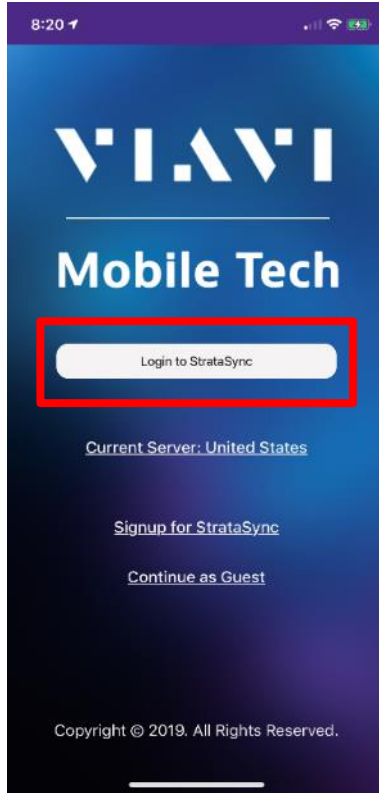 8:20
VIAVI
Mobile Tech
Login to StrataSync
Current Server: United States
Signup for StrataSync
Continue as Guest
Copyright © 2019. All Rights Reserved.